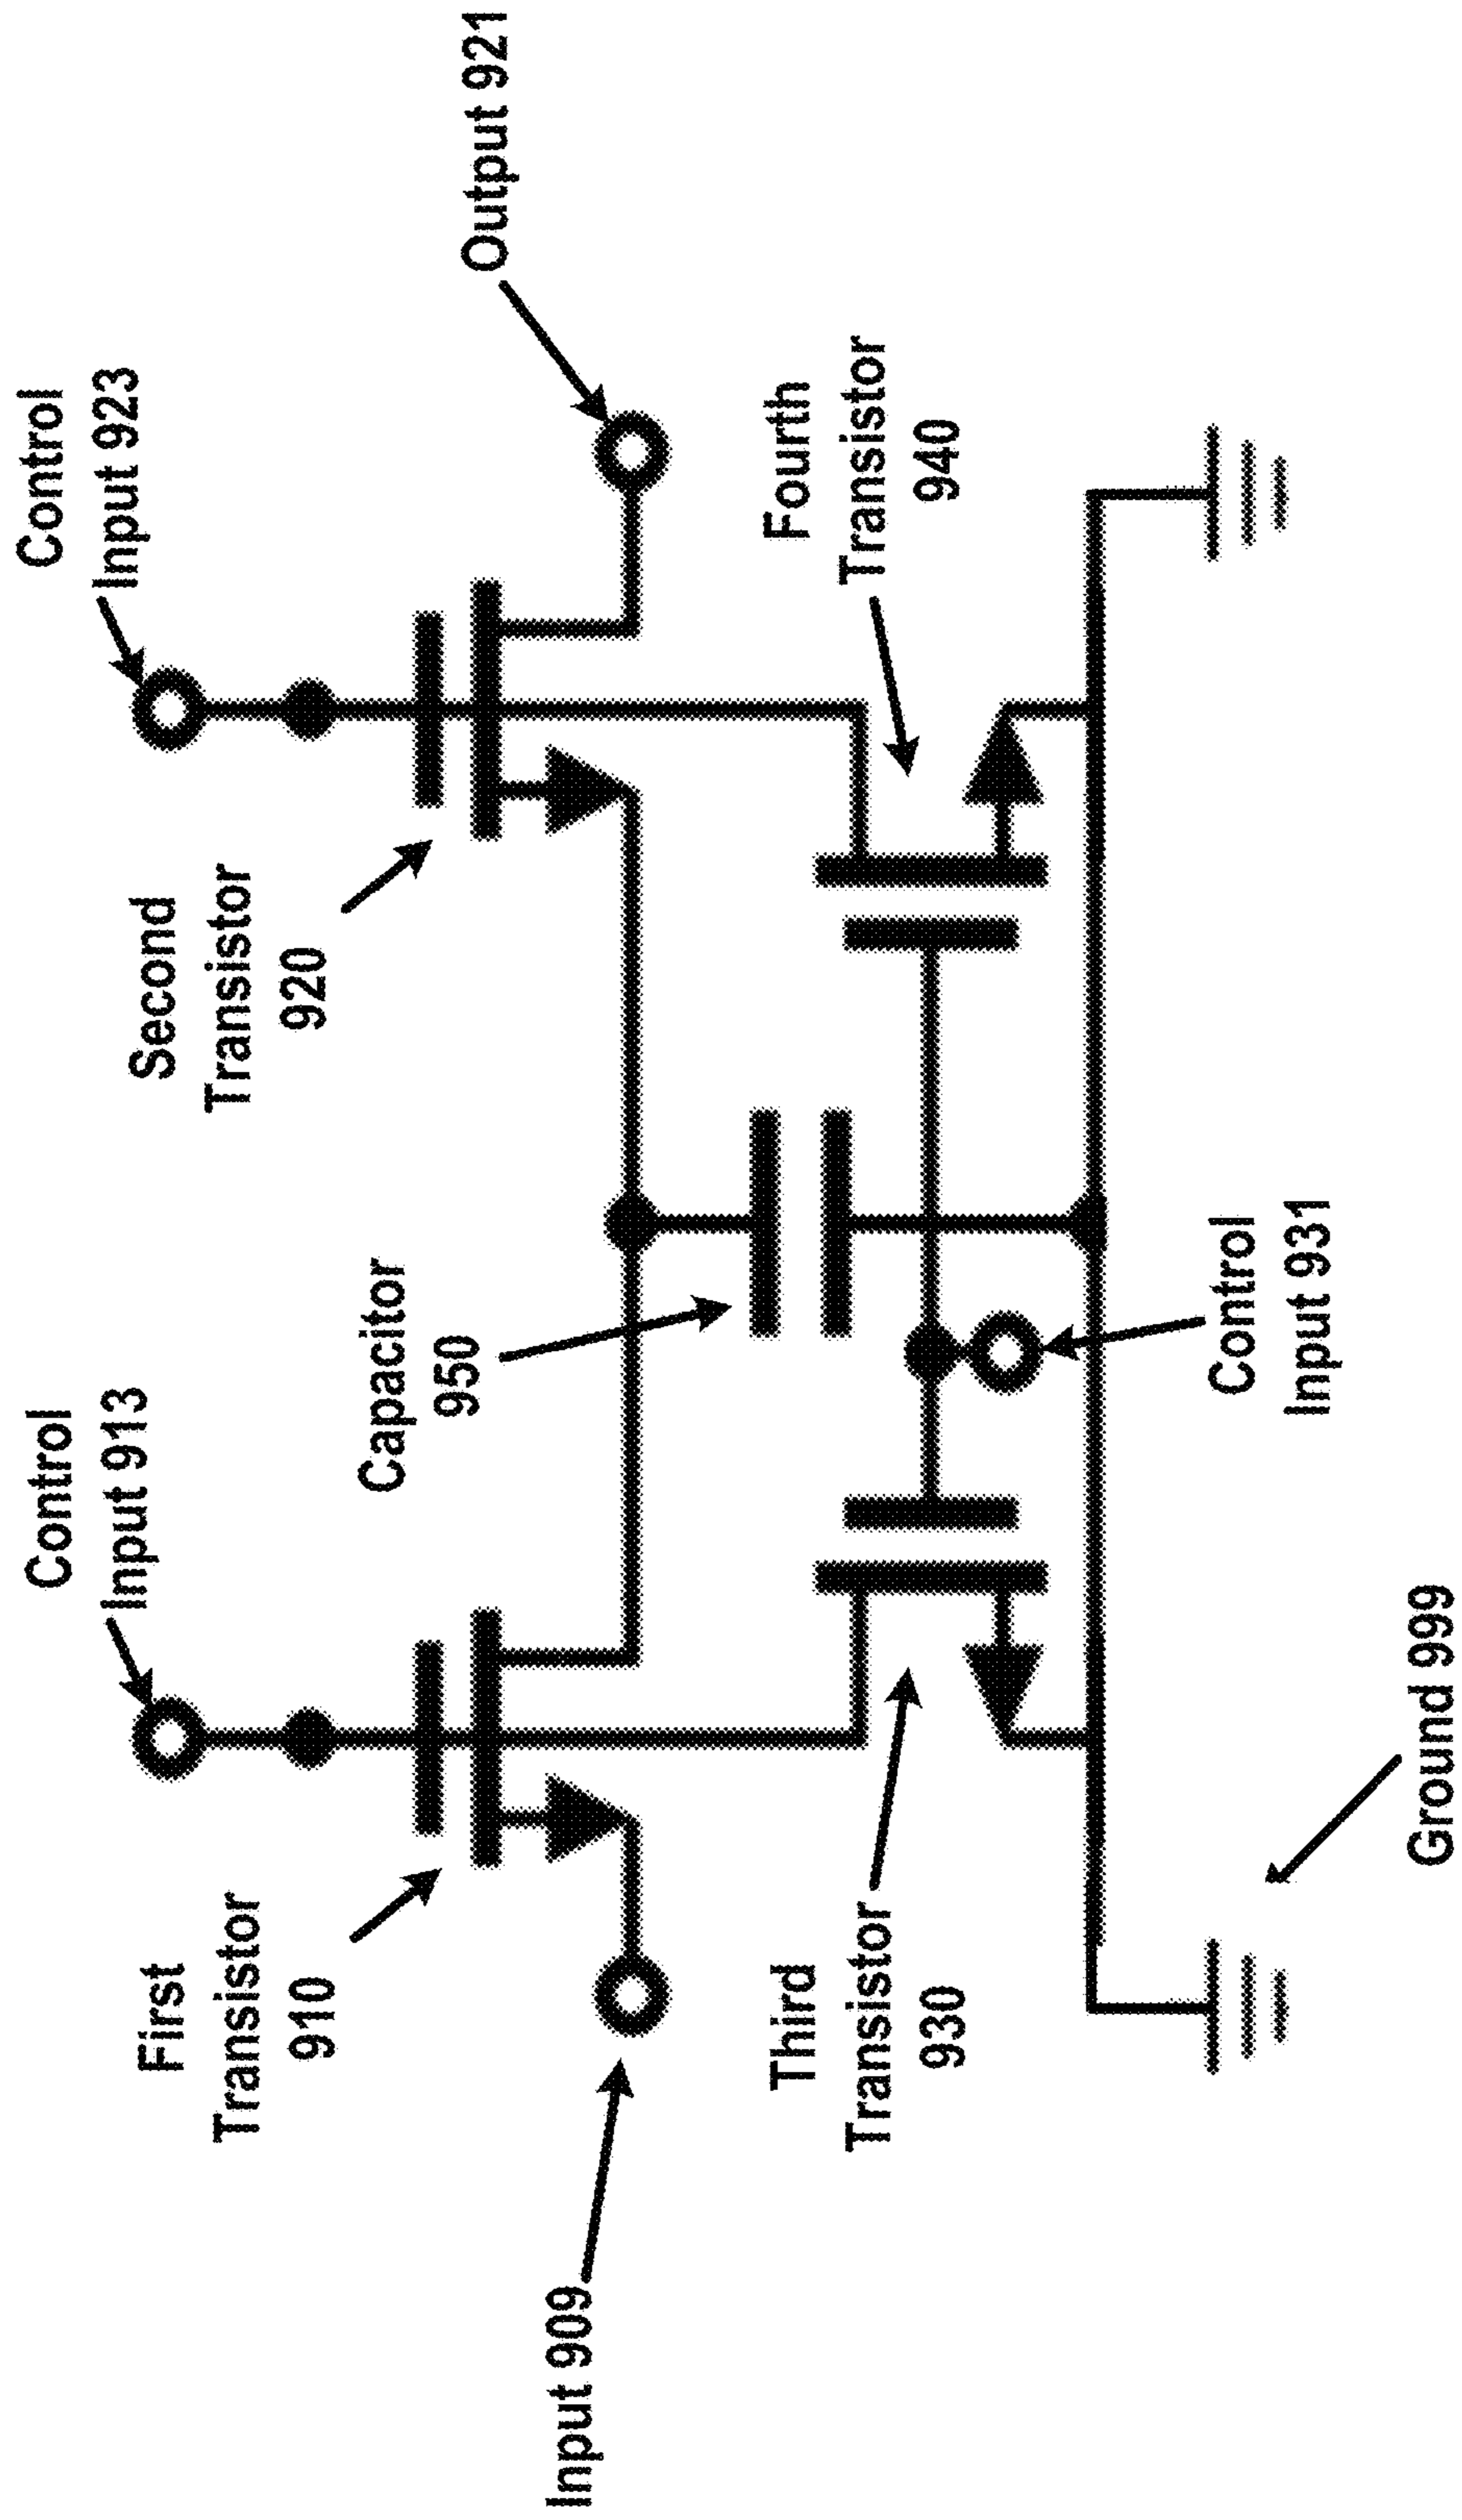 Control
Input 913
Control
Input 923
First
Transistor
910
Second
Transistor
920
Capacitor
950
Output 921
Input 909
Third
Transistor
930
Fourth
Transistor
940
Control
Input 931
Ground 999